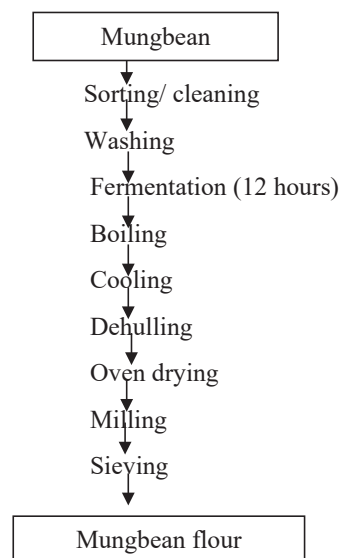 Mungbean
Sorting/ cleaning
Washing
Fermentation (12 hours)
Boiling
Cooling
Dehulling
Oven drying
Milling
Sieving
Mungbean flour